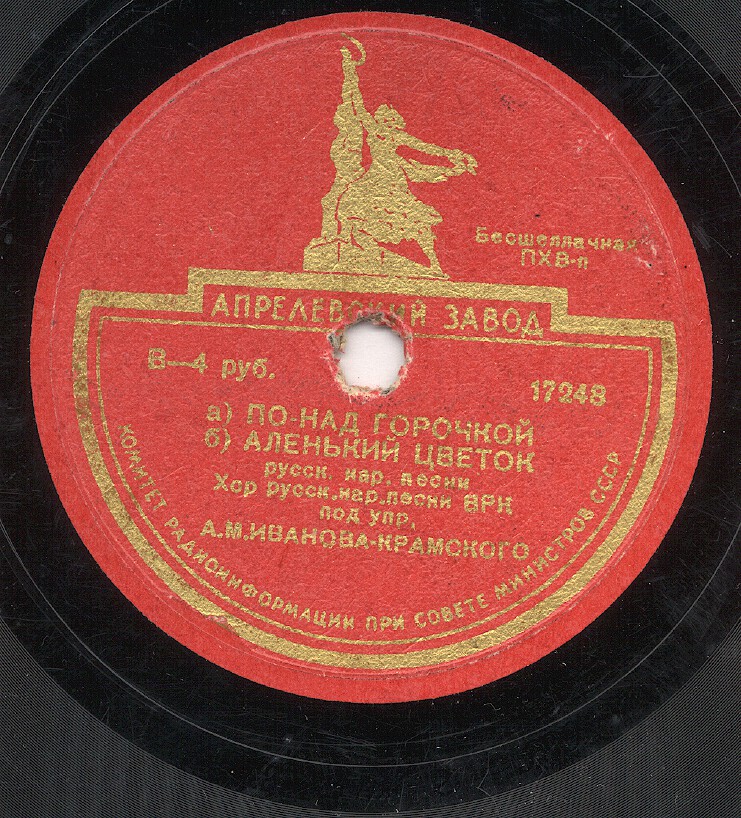 Бесшеллачная
ПХВ-п
АПРЕЛЕВСКИЙ ЗАВОД
В—4 руб.
17248
а) ПО-НАД ГОРОЧКОЙ
б) АЛЕНЬКИЙ ЦВЕТОК
русск. нар. песни
Хор русск.нар.песни ВРК
под упр.
А.М.ИВАНОВА-КРАМСКОГО
КОМИТЕТ РАДИОИНФОРМАЦИИ ПРИ СОВЕТЕ МИНИСТРОВ СССР